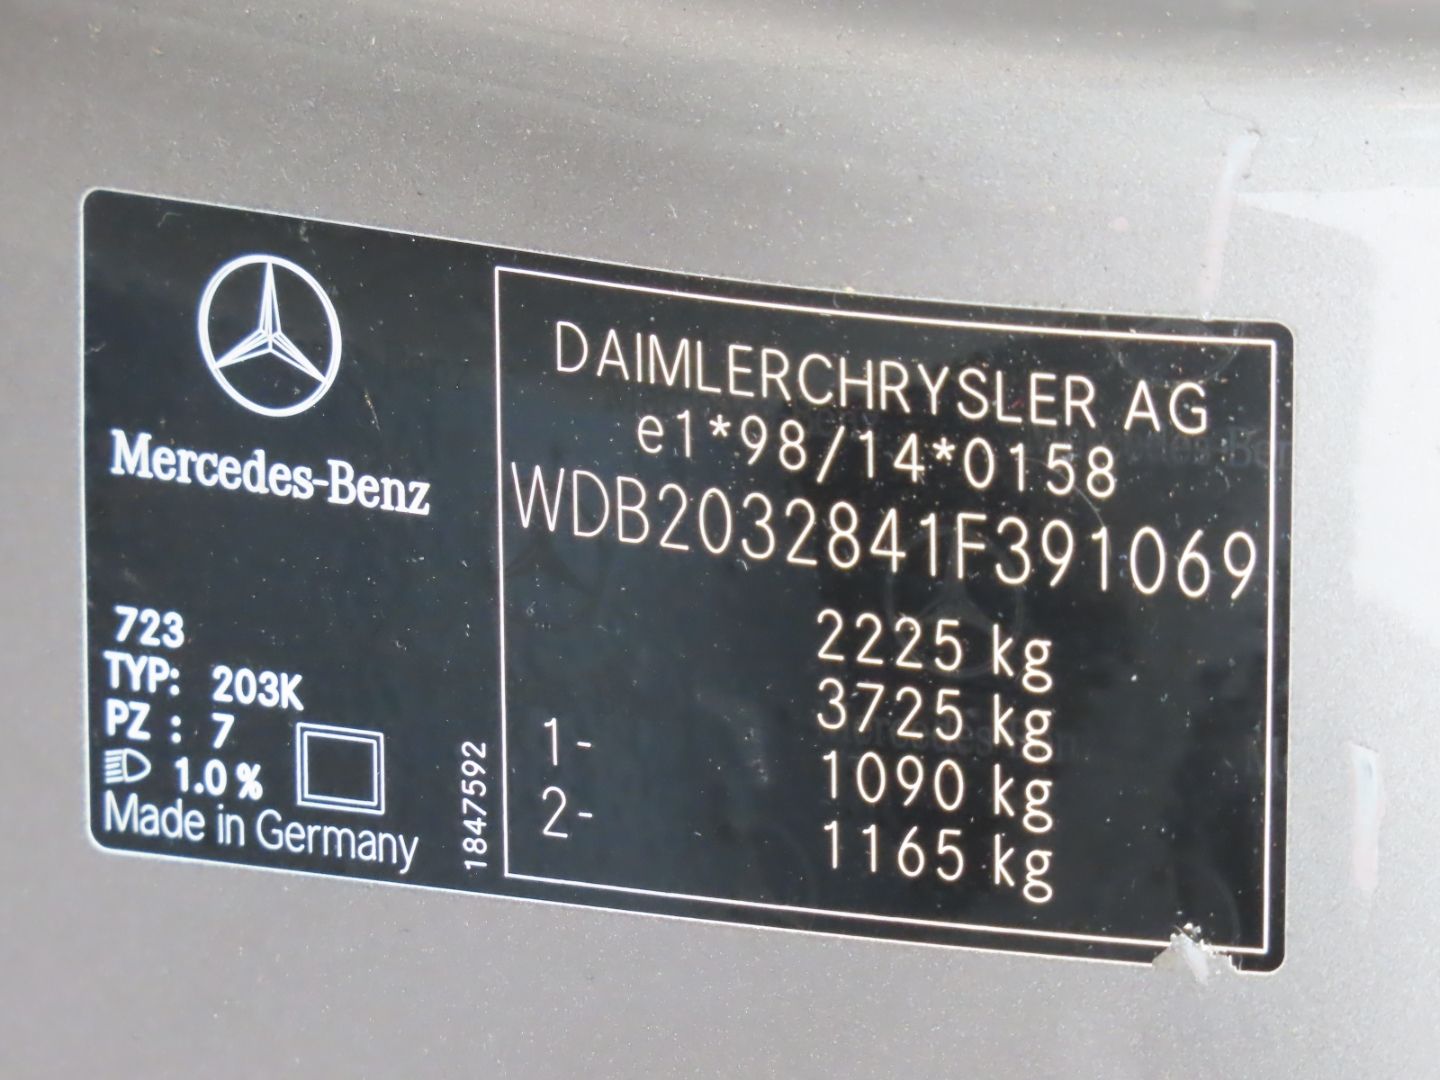 Mercedes-Benz
723
TYP: 203K
PZ : 7
1.0 %
Made in Germany
1847592
DAIMLERCHRYSLER AG
e1*98/14*0158
WDB2032841F391069
2225 kg
3725 kg
1- 1090 kg
2- 1165 kg